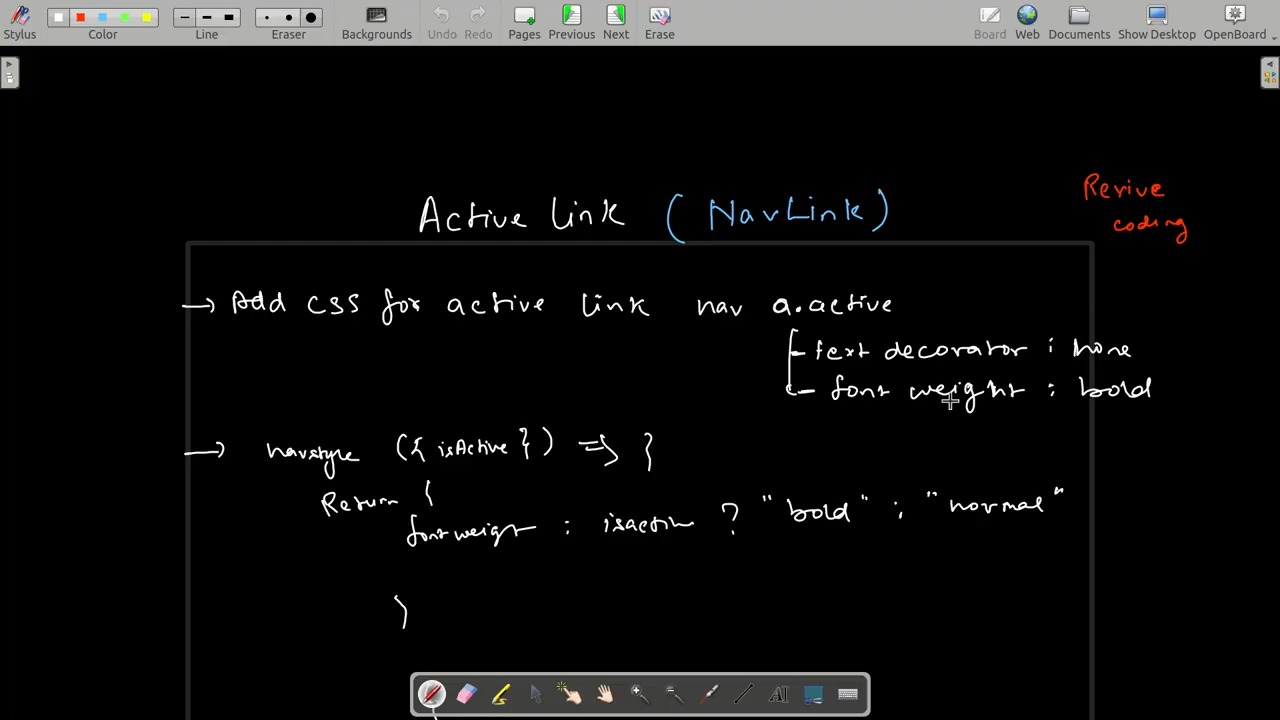 Stylus Color Line Eraser Backgrounds Undo Redo Pages Previous Next Erase Board Web Documents Show Desktop OpenBoard
Revive
coding
Active Link (NavLink)
→ Add CSS for active link nav a.active
text decorator : none
font weight : bold
→ navstyle ({isActive}) => {
Return {
fontweight : isactive ? "bold" : "normal"
}
AI